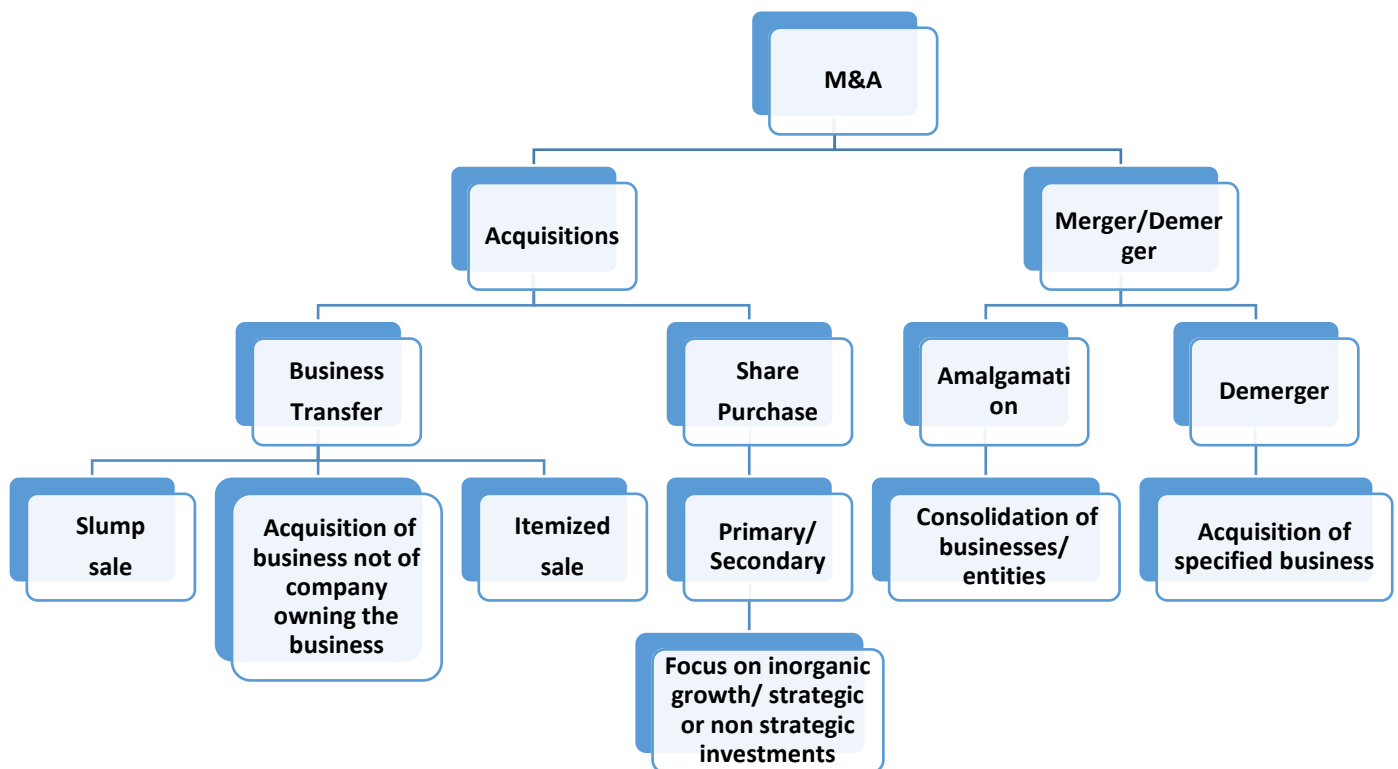 M&A
Acquisitions
Merger/Demer
ger
Business
Transfer
Share
Purchase
Amalgamati
on
Demerger
Slump
sale
Acquisition of
business not of
company
owning the
business
Itemized
sale
Primary/
Secondary
Consolidation of
businesses/
entities
Acquisition of
specified business
Focus on inorganic
growth/ strategic
or non strategic
investments